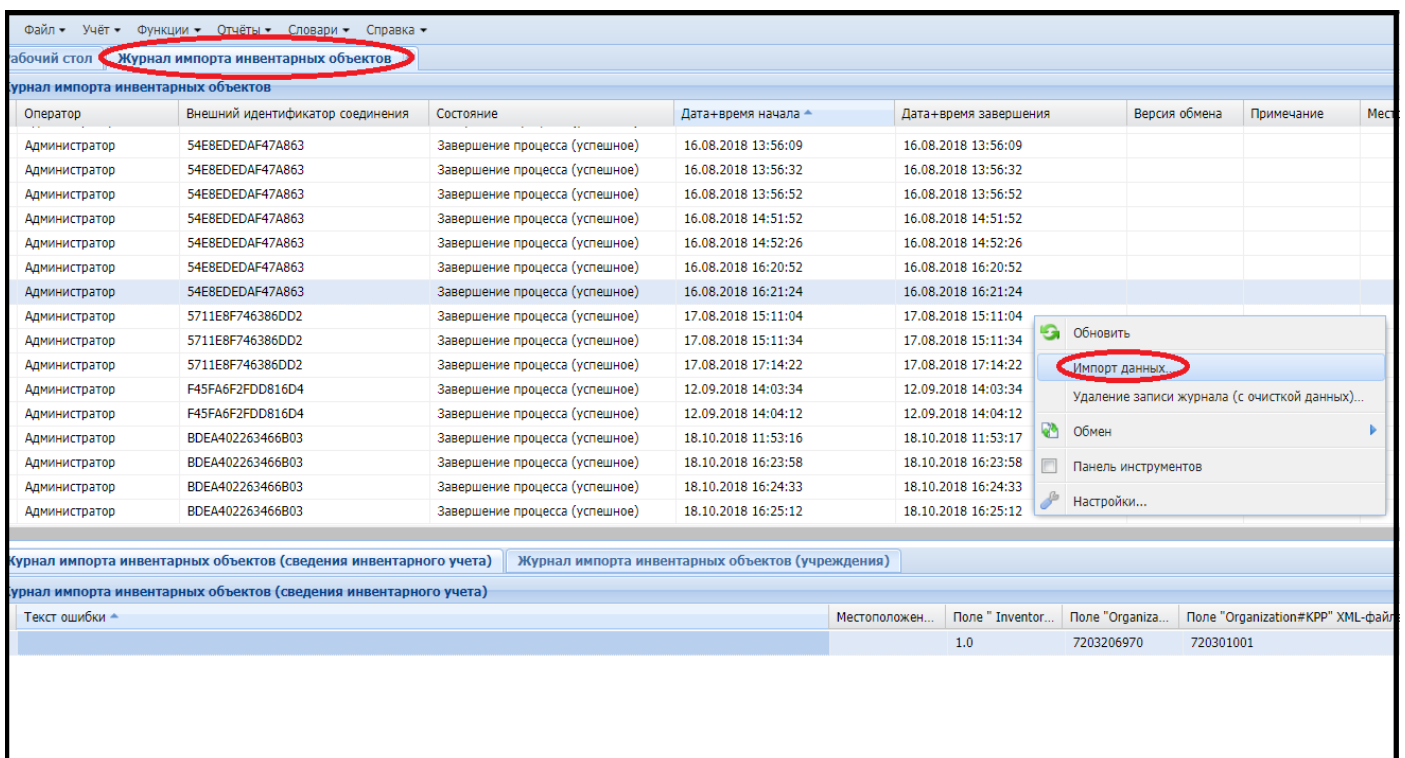 Файл Учёт Функции Отчёты Словари Справка
абочий стол Журнал импорта инвентарных объектов
урнал импорта инвентарных объектов
Оператор Внешний идентификатор соединения Состояние Дата+время начала Дата+время завершения Версия обмена Примечание Мест
Администратор 54E8EDEDAF47A863 Завершение процесса (успешное) 16.08.2018 13:56:09 16.08.2018 13:56:09
Администратор 54E8EDEDAF47A863 Завершение процесса (успешное) 16.08.2018 13:56:32 16.08.2018 13:56:32
Администратор 54E8EDEDAF47A863 Завершение процесса (успешное) 16.08.2018 13:56:52 16.08.2018 13:56:52
Администратор 54E8EDEDAF47A863 Завершение процесса (успешное) 16.08.2018 14:51:52 16.08.2018 14:51:52
Администратор 54E8EDEDAF47A863 Завершение процесса (успешное) 16.08.2018 14:52:26 16.08.2018 14:52:26
Администратор 54E8EDEDAF47A863 Завершение процесса (успешное) 16.08.2018 16:20:52 16.08.2018 16:20:52
Администратор 54E8EDEDAF47A863 Завершение процесса (успешное) 16.08.2018 16:21:24 16.08.2018 16:21:24
Администратор 5711E8F746386DD2 Завершение процесса (успешное) 17.08.2018 15:11:04 17.08.2018 15:11:04
Администратор 5711E8F746386DD2 Завершение процесса (успешное) 17.08.2018 15:11:34 17.08.2018 15:11:34
Администратор 5711E8F746386DD2 Завершение процесса (успешное) 17.08.2018 17:14:22 17.08.2018 17:14:22
Администратор F45FA6F2FDD816D4 Завершение процесса (успешное) 12.09.2018 14:03:34 12.09.2018 14:03:34
Администратор F45FA6F2FDD816D4 Завершение процесса (успешное) 12.09.2018 14:04:12 12.09.2018 14:04:12
Администратор BDEA402263466B03 Завершение процесса (успешное) 18.10.2018 11:53:16 18.10.2018 11:53:17
Администратор BDEA402263466B03 Завершение процесса (успешное) 18.10.2018 16:23:58 18.10.2018 16:23:58
Администратор BDEA402263466B03 Завершение процесса (успешное) 18.10.2018 16:24:33 18.10.2018 16:24:33
Администратор BDEA402263466B03 Завершение процесса (успешное) 18.10.2018 16:25:12 18.10.2018 16:25:12
Обновить
Импорт данных...
Удаление записи журнала (с очисткой данных)...
Обмен
Панель инструментов
Настройки...
Журнал импорта инвентарных объектов (сведения инвентарного учета) Журнал импорта инвентарных объектов (учреждения)
урнал импорта инвентарных объектов (сведения инвентарного учета)
Текст ошибки Местоположен... Поле " Inventor... Поле "Organiza... Поле "Organization#KPP" XML-файл
1.0 7203206970 720301001